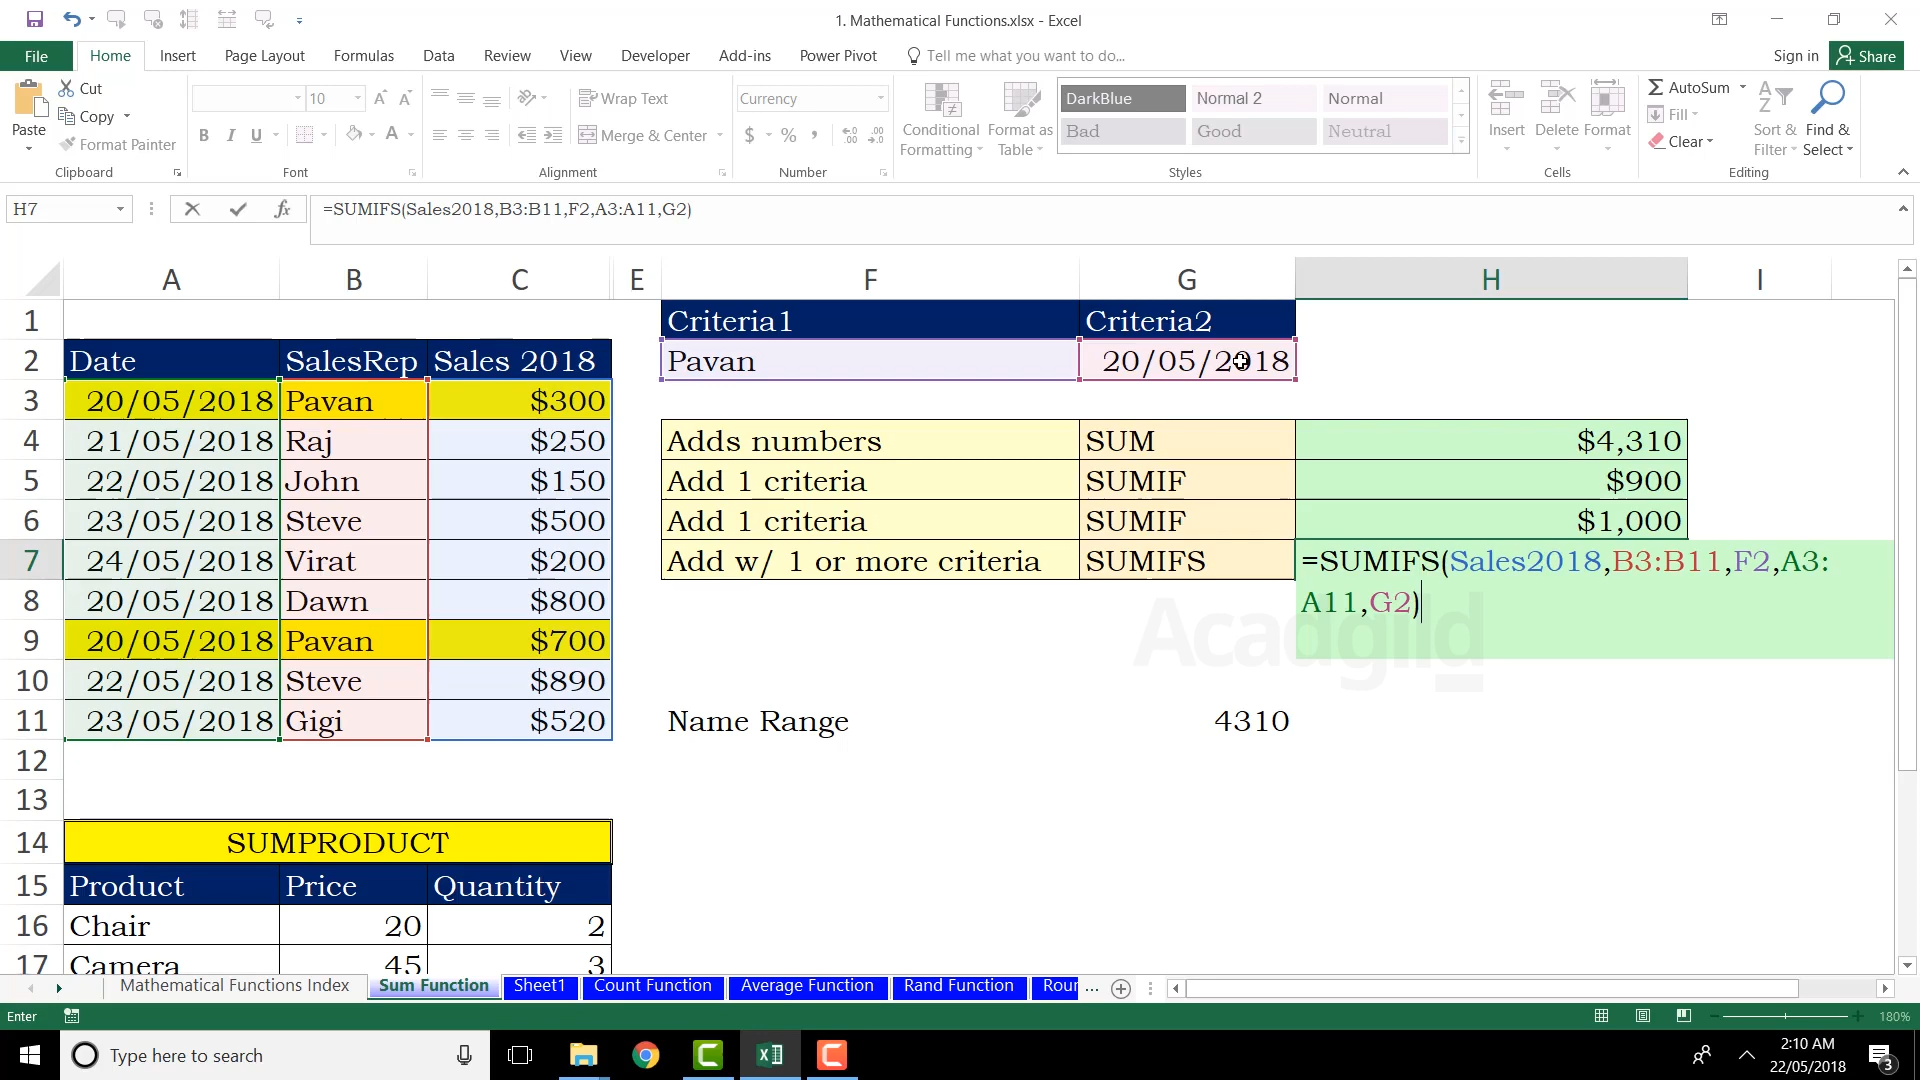 1. Mathematical Functions.xlsx - Excel
File Home Insert Page Layout Formulas Data Review View Developer Add-ins Power Pivot Tell me what you want to do... Sign in Share
Paste Cut Copy Format Painter Clipboard
10 B I U A A A Font
Wrap Text Merge & Center Alignment
Currency $ % , Number
Conditional Formatting Format as Table
DarkBlue Normal 2 Normal
Bad Good Neutral
Styles
Insert Delete Format Cells
AutoSum Fill Clear Sort & Filter Find & Select Editing
H7 fx =SUMIFS(Sales2018,B3:B11,F2,A3:A11,G2)
A B C E F G H I
1 Criteria1 Criteria2
2 Date SalesRep Sales 2018 Pavan 20/05/2018
3 20/05/2018 Pavan $300
4 21/05/2018 Raj $250 Adds numbers SUM $4,310
5 22/05/2018 John $150 Add 1 criteria SUMIF $900
6 23/05/2018 Steve $500 Add 1 criteria SUMIF $1,000
7 24/05/2018 Virat $200 Add w/ 1 or more criteria SUMIFS =SUMIFS(Sales2018,B3:B11,F2,A3:
8 20/05/2018 Dawn $800 A11,G2)
9 20/05/2018 Pavan $700 Acadgild
10 22/05/2018 Steve $890
11 23/05/2018 Gigi $520 Name Range 4310
12
13
14 SUMPRODUCT
15 Product Price Quantity
16 Chair 20 2
17 Camera 45 3
Mathematical Functions Index Sum Function Sheet1 Count Function Average Function Rand Function Rour ...
Enter 180%
Type here to search 2:10 AM
22/05/2018 3